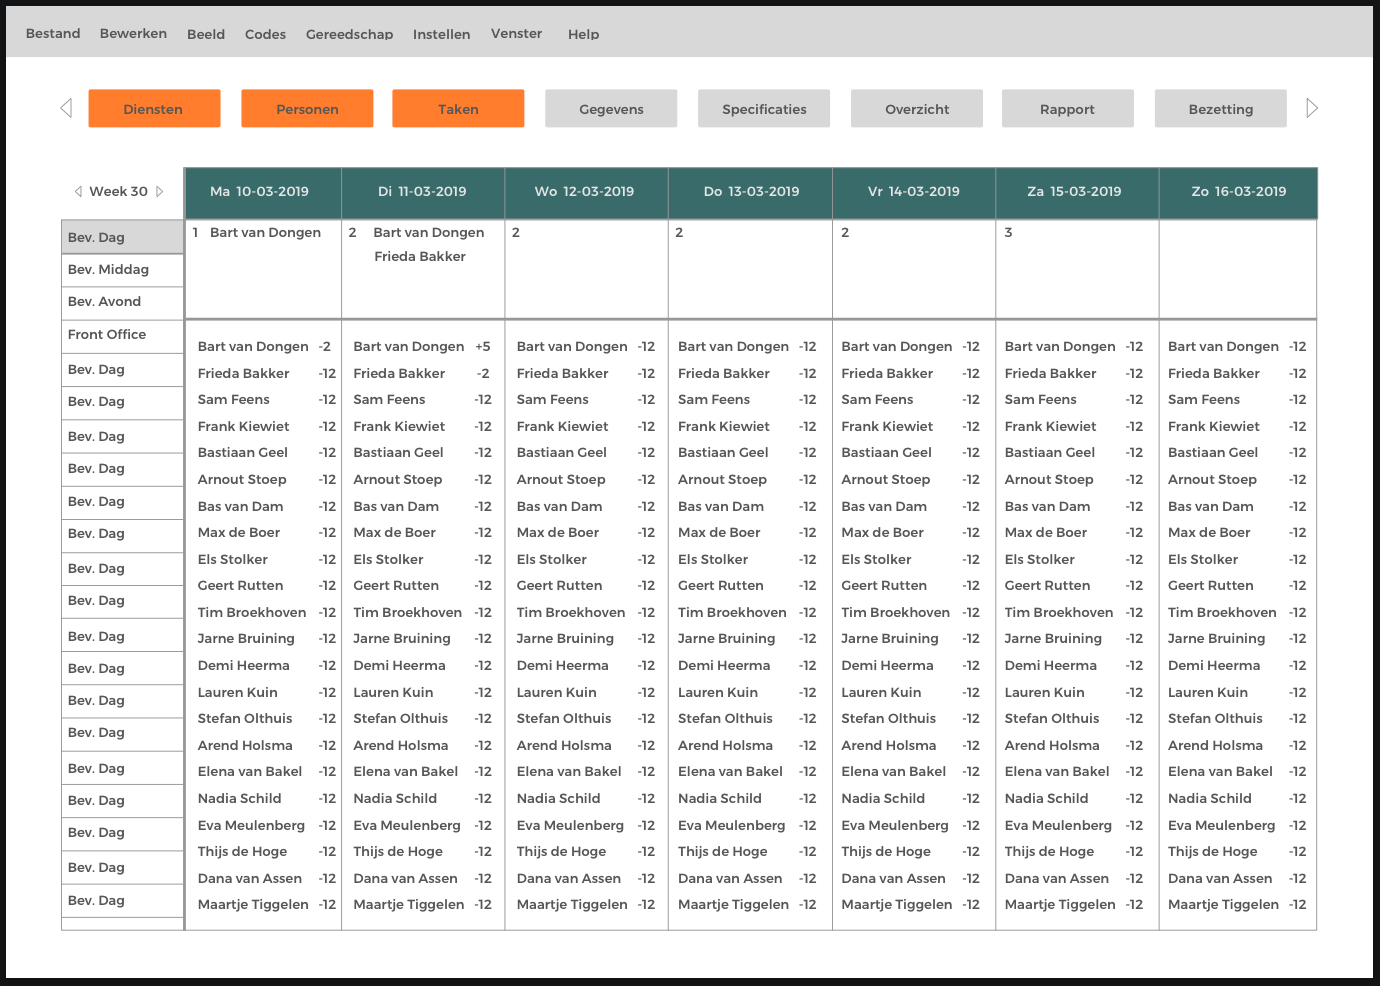 Bestand Bewerken Beeld Codes Gereedschap Instellen Venster Help
Diensten Personen Taken Gegevens Specificaties Overzicht Rapport Bezetting
Week 30 Ma 10-03-2019 Di 11-03-2019 Wo 12-03-2019 Do 13-03-2019 Vr 14-03-2019 Za 15-03-2019 Zo 16-03-2019
Bev. Dag 1 Bart van Dongen 2 Bart van Dongen 2 2 2 3
Frieda Bakker
Bev. Middag
Bev. Avond
Front Office
Bart van Dongen -2 Bart van Dongen +5 Bart van Dongen -12 Bart van Dongen -12 Bart van Dongen -12 Bart van Dongen -12 Bart van Dongen -12
Bev. Dag Frieda Bakker -12 Frieda Bakker -2 Frieda Bakker -12 Frieda Bakker -12 Frieda Bakker -12 Frieda Bakker -12 Frieda Bakker -12
Bev. Dag Sam Feens -12 Sam Feens -12 Sam Feens -12 Sam Feens -12 Sam Feens -12 Sam Feens -12 Sam Feens -12
Bev. Dag Frank Kiewiet -12 Frank Kiewiet -12 Frank Kiewiet -12 Frank Kiewiet -12 Frank Kiewiet -12 Frank Kiewiet -12 Frank Kiewiet -12
Bastiaan Geel -12 Bastiaan Geel -12 Bastiaan Geel -12 Bastiaan Geel -12 Bastiaan Geel -12 Bastiaan Geel -12 Bastiaan Geel -12
Bev. Dag Arnout Stoep -12 Arnout Stoep -12 Arnout Stoep -12 Arnout Stoep -12 Arnout Stoep -12 Arnout Stoep -12 Arnout Stoep -12
Bev. Dag Bas van Dam -12 Bas van Dam -12 Bas van Dam -12 Bas van Dam -12 Bas van Dam -12 Bas van Dam -12 Bas van Dam -12
Bev. Dag Max de Boer -12 Max de Boer -12 Max de Boer -12 Max de Boer -12 Max de Boer -12 Max de Boer -12 Max de Boer -12
Bev. Dag Els Stolker -12 Els Stolker -12 Els Stolker -12 Els Stolker -12 Els Stolker -12 Els Stolker -12 Els Stolker -12
Geert Rutten -12 Geert Rutten -12 Geert Rutten -12 Geert Rutten -12 Geert Rutten -12 Geert Rutten -12 Geert Rutten -12
Bev. Dag Tim Broekhoven -12 Tim Broekhoven -12 Tim Broekhoven -12 Tim Broekhoven -12 Tim Broekhoven -12 Tim Broekhoven -12 Tim Broekhoven -12
Bev. Dag Jarne Bruining -12 Jarne Bruining -12 Jarne Bruining -12 Jarne Bruining -12 Jarne Bruining -12 Jarne Bruining -12 Jarne Bruining -12
Bev. Dag Demi Heerma -12 Demi Heerma -12 Demi Heerma -12 Demi Heerma -12 Demi Heerma -12 Demi Heerma -12 Demi Heerma -12
Bev. Dag Lauren Kuin -12 Lauren Kuin -12 Lauren Kuin -12 Lauren Kuin -12 Lauren Kuin -12 Lauren Kuin -12 Lauren Kuin -12
Stefan Olthuis -12 Stefan Olthuis -12 Stefan Olthuis -12 Stefan Olthuis -12 Stefan Olthuis -12 Stefan Olthuis -12 Stefan Olthuis -12
Bev. Dag Arend Holsma -12 Arend Holsma -12 Arend Holsma -12 Arend Holsma -12 Arend Holsma -12 Arend Holsma -12 Arend Holsma -12
Bev. Dag Elena van Bakel -12 Elena van Bakel -12 Elena van Bakel -12 Elena van Bakel -12 Elena van Bakel -12 Elena van Bakel -12 Elena van Bakel -12
Bev. Dag Nadia Schild -12 Nadia Schild -12 Nadia Schild -12 Nadia Schild -12 Nadia Schild -12 Nadia Schild -12 Nadia Schild -12
Bev. Dag Eva Meulenberg -12 Eva Meulenberg -12 Eva Meulenberg -12 Eva Meulenberg -12 Eva Meulenberg -12 Eva Meulenberg -12 Eva Meulenberg -12
Thijs de Hoge -12 Thijs de Hoge -12 Thijs de Hoge -12 Thijs de Hoge -12 Thijs de Hoge -12 Thijs de Hoge -12 Thijs de Hoge -12
Bev. Dag Dana van Assen -12 Dana van Assen -12 Dana van Assen -12 Dana van Assen -12 Dana van Assen -12 Dana van Assen -12 Dana van Assen -12
Bev. Dag Maartje Tiggelen -12 Maartje Tiggelen -12 Maartje Tiggelen -12 Maartje Tiggelen -12 Maartje Tiggelen -12 Maartje Tiggelen -12 Maartje Tiggelen -12